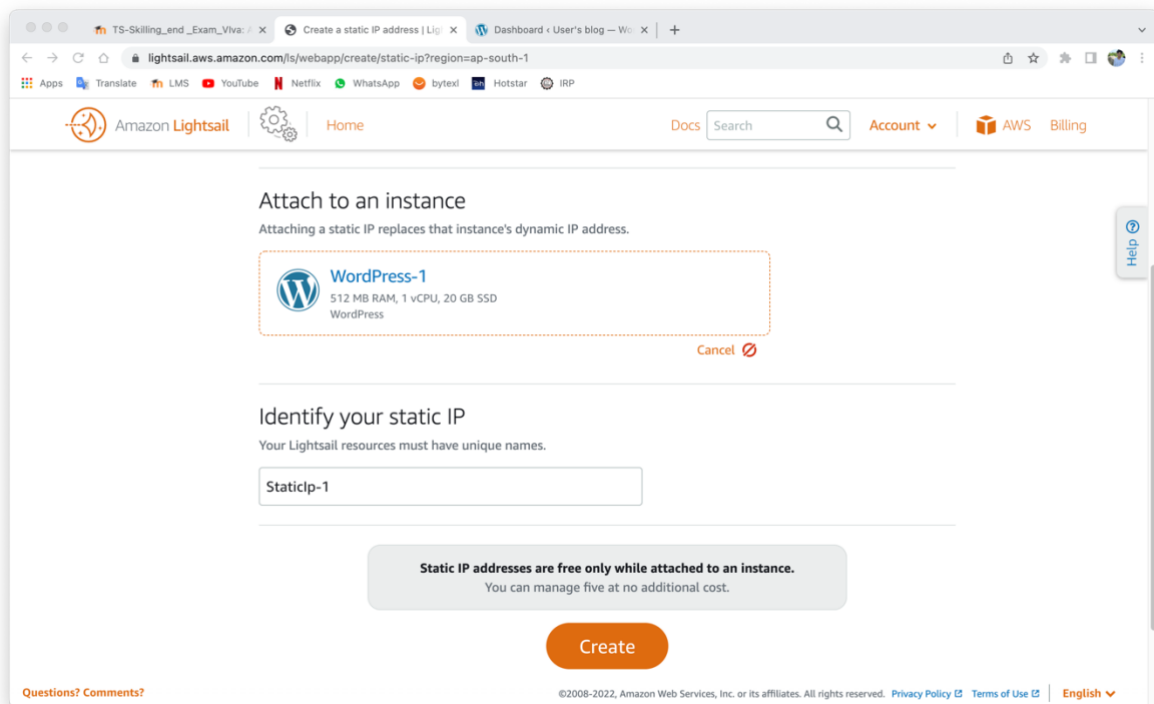 TS-Skilling_end _Exam_VIva: A
Create a static IP address | Lig
Dashboard ‹ User's blog — Wo
lightsail.aws.amazon.com/ls/webapp/create/static-ip?region=ap-south-1
Apps Translate LMS YouTube Netflix WhatsApp bytexl Hotstar IRP
Amazon Lightsail Home Docs Search Account AWS Billing
Attach to an instance
Attaching a static IP replaces that instance's dynamic IP address.
Help
WordPress-1
512 MB RAM, 1 vCPU, 20 GB SSD
WordPress
Cancel
Identify your static IP
Your Lightsail resources must have unique names.
StaticIp-1
Static IP addresses are free only while attached to an instance.
You can manage five at no additional cost.
Create
Questions? Comments? ©2008-2022, Amazon Web Services, Inc. or its affiliates. All rights reserved. Privacy Policy Terms of Use English